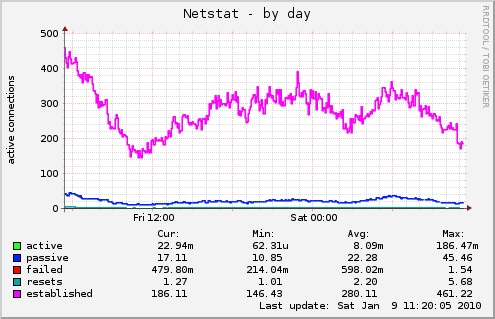 Netstat - by day
RRDTOOL / TOBI OETIKER
active connections
500
400
300
200
100
0
Fri 12:00 Sat 00:00
Cur: Min: Avg: Max:
active 22.94m 62.31u 8.09m 186.47m
passive 17.11 10.85 22.28 45.46
failed 479.80m 214.04m 598.02m 1.54
resets 1.27 1.01 2.20 5.68
established 186.11 146.43 280.11 461.22
Last update: Sat Jan 9 11:20:05 2010